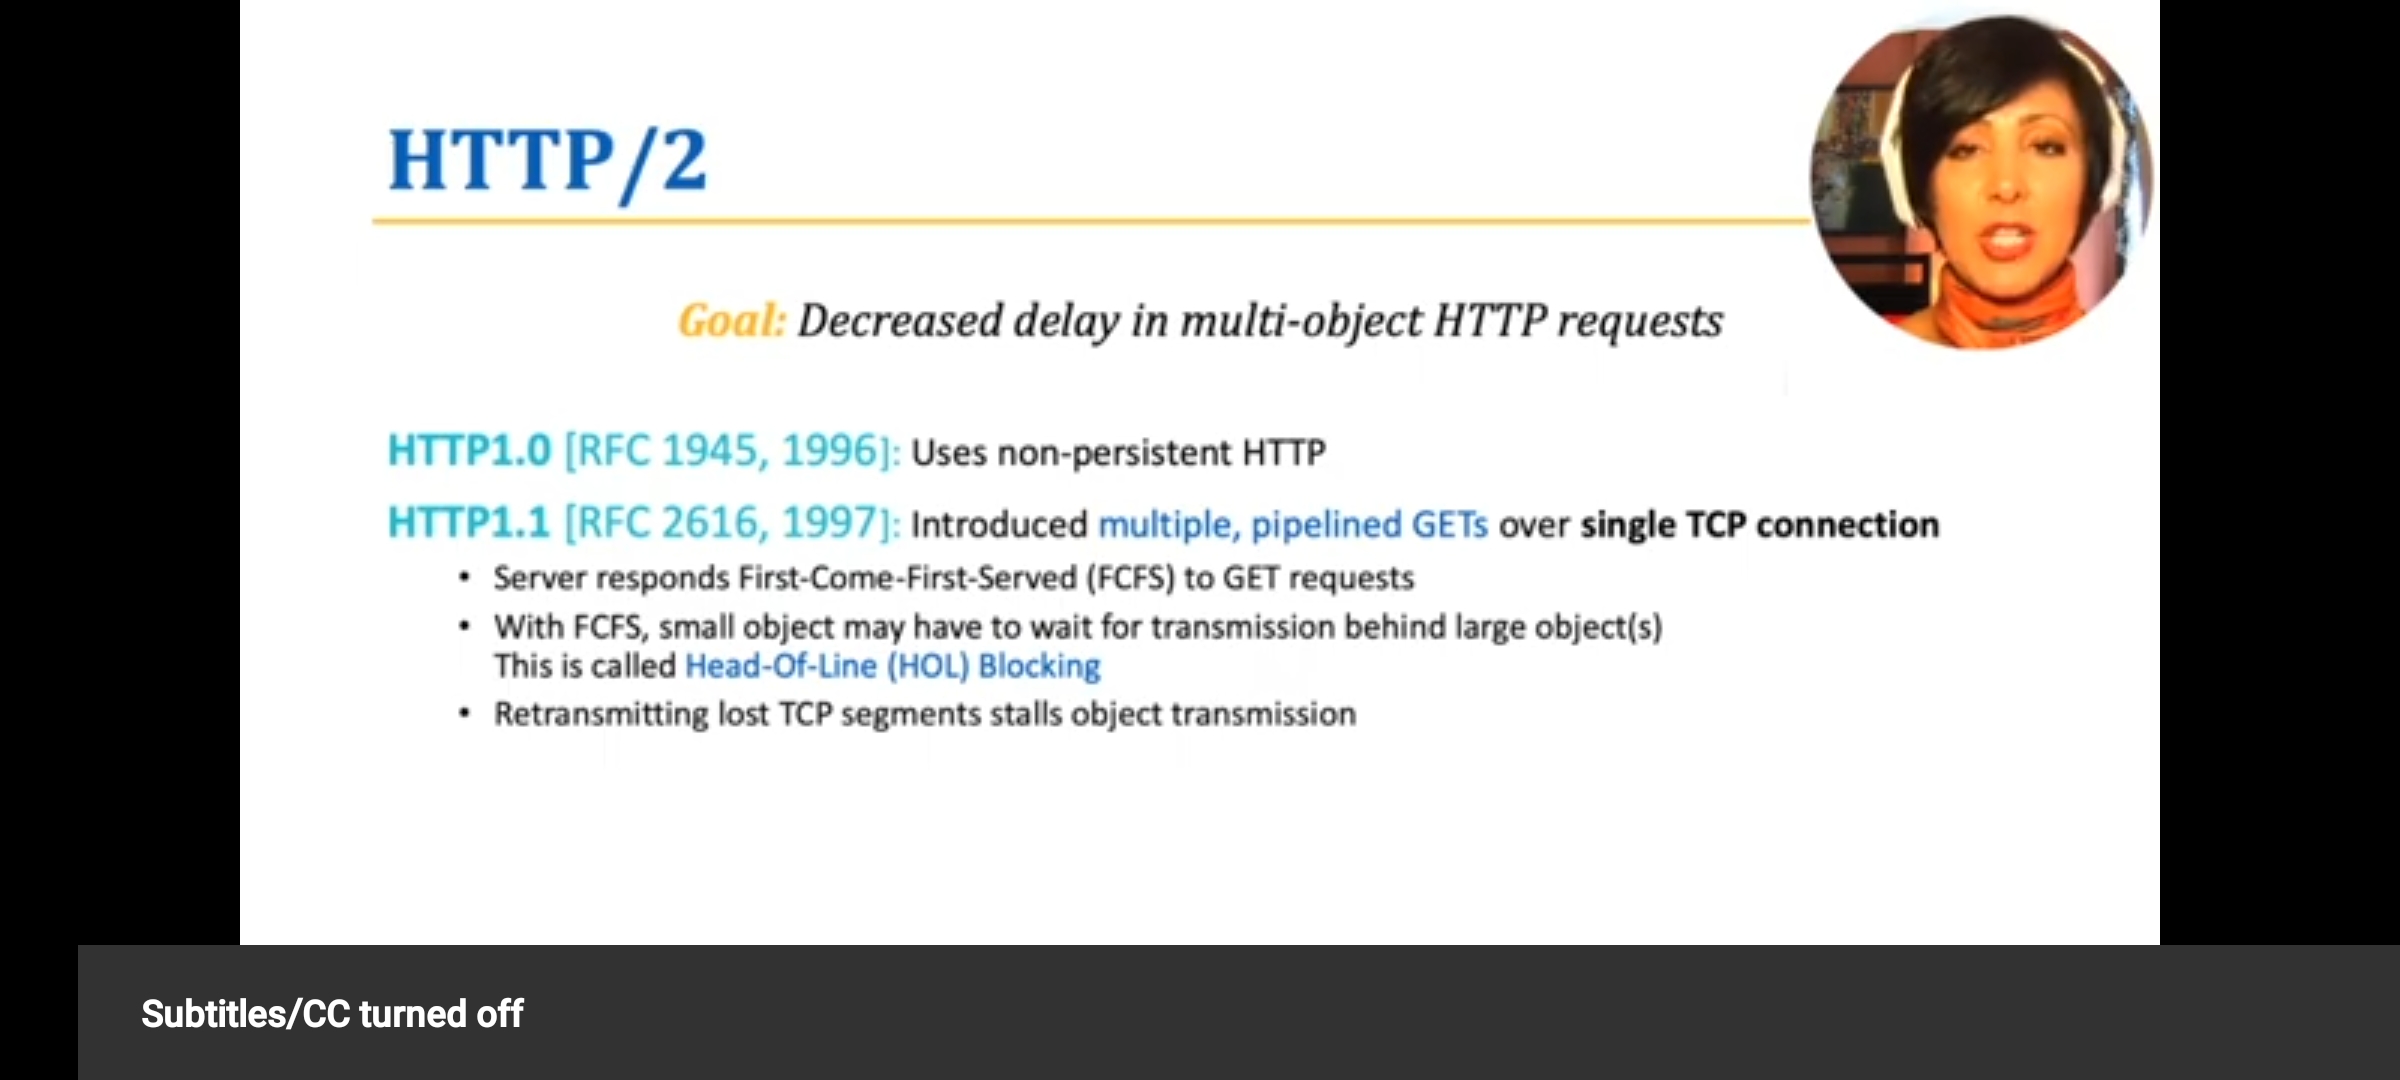 HTTP/2
Goal: Decreased delay in multi-object HTTP requests
HTTP1.0 [RFC 1945, 1996]: Uses non-persistent HTTP
HTTP1.1 [RFC 2616, 1997]: Introduced multiple, pipelined GETs over single TCP connection
• Server responds First-Come-First-Served (FCFS) to GET requests
• With FCFS, small object may have to wait for transmission behind large object(s)
This is called Head-Of-Line (HOL) Blocking
• Retransmitting lost TCP segments stalls object transmission
Subtitles/CC turned off